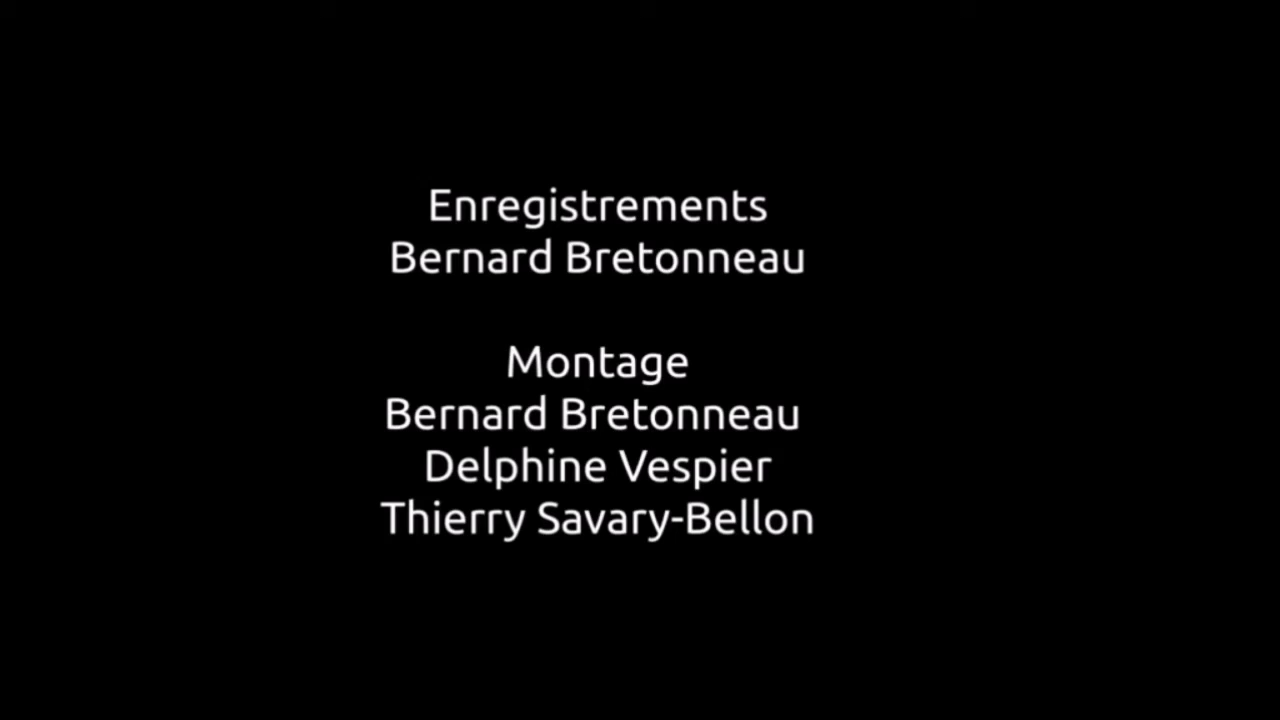 Enregistrements
Bernard Bretonneau
Montage
Bernard Bretonneau
Delphine Vespier
Thierry Savary-Bellon